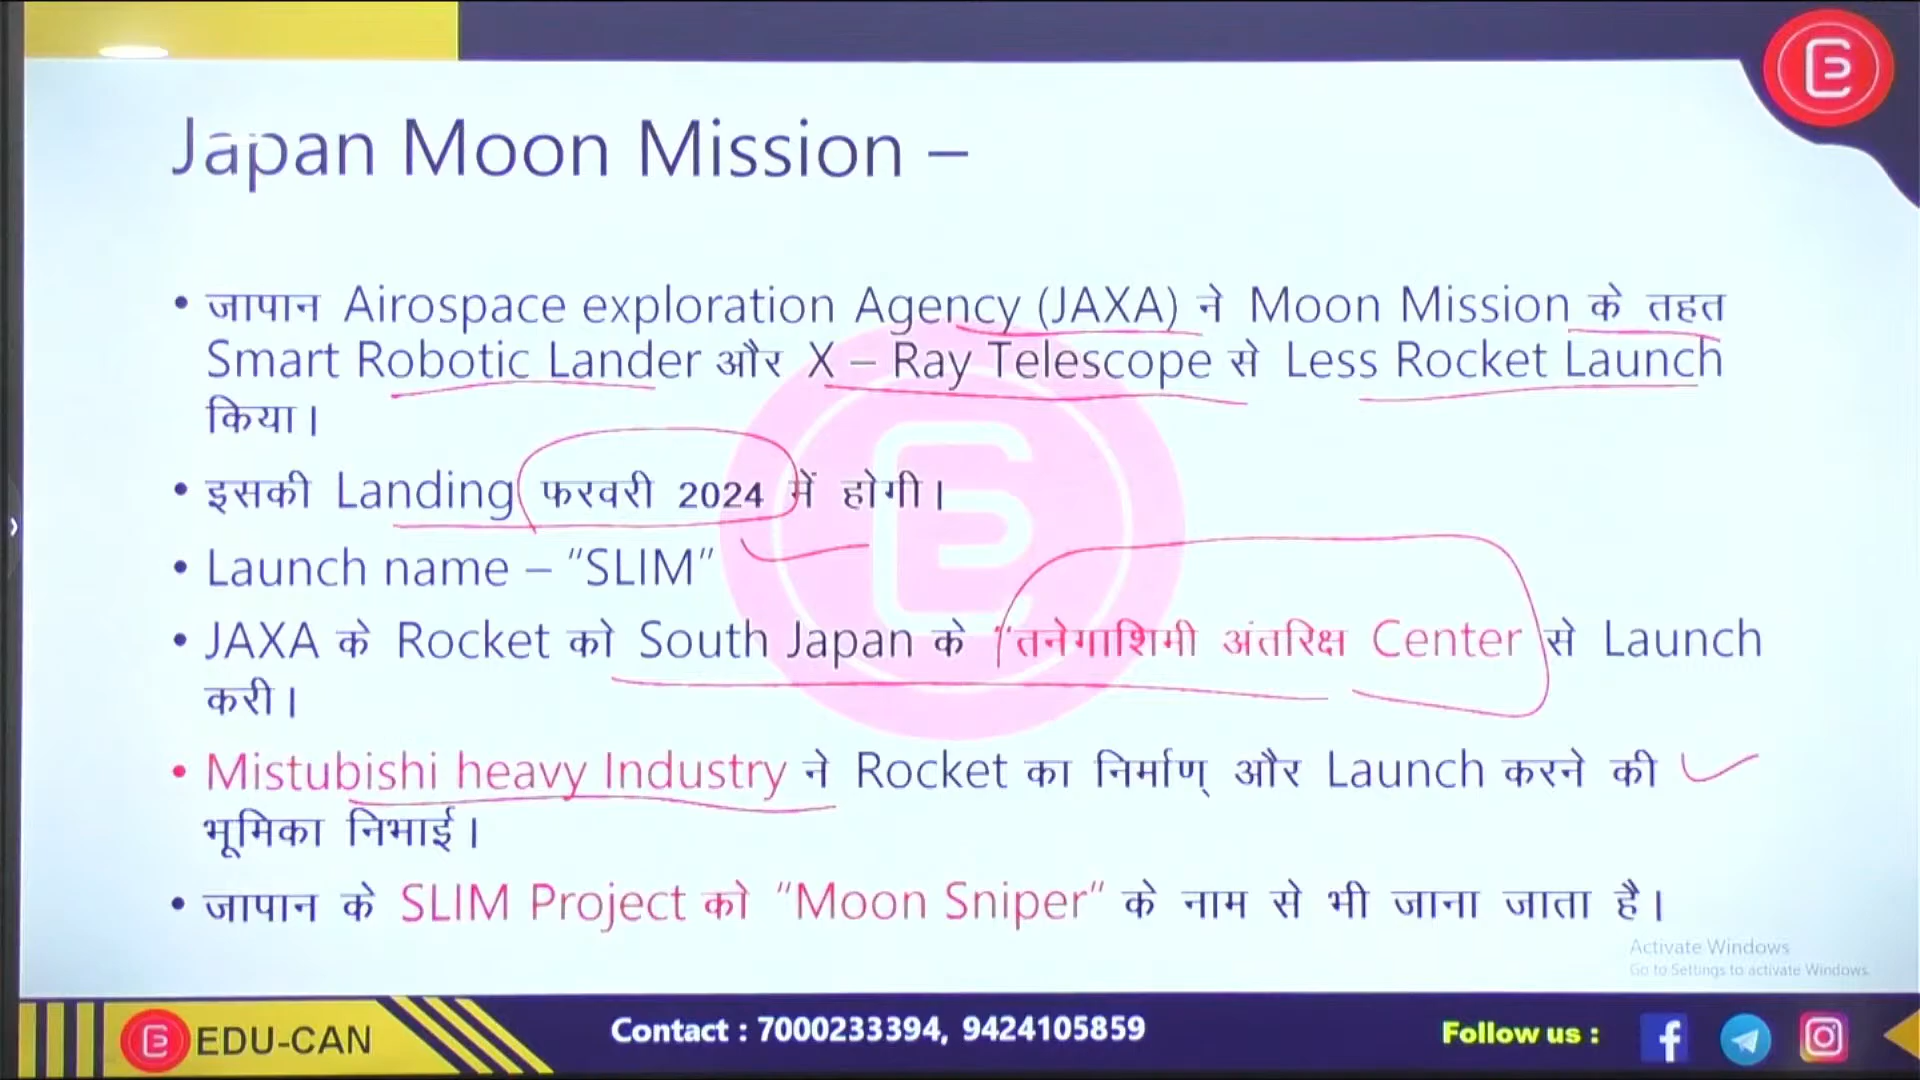 Japan Moon Mission –
• जापान Airospace exploration Agency (JAXA) ने Moon Mission के तहत
Smart Robotic Lander और X – Ray Telescope से Less Rocket Launch
किया।
• इसकी Landing फरवरी 2024 में होगी।
• Launch name – “SLIM”
• JAXA के Rocket को South Japan के “तनेगाशिमी अंतरिक्ष Center से Launch
करी।
• Mistubishi heavy Industry ने Rocket का निर्माण् और Launch करने की
भूमिका निभाई।
• जापान के SLIM Project को “Moon Sniper” के नाम से भी जाना जाता है।
Activate Windows
Go to Settings to activate Windows.
EDU-CAN
Contact : 7000233394, 9424105859
Follow us :